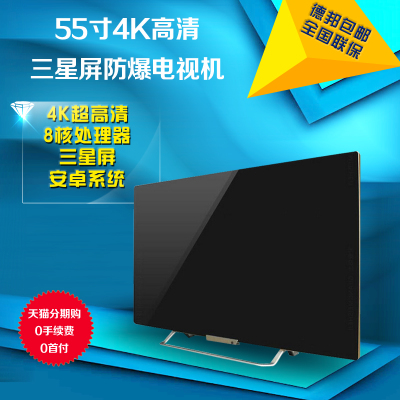 55寸4K高清
三星屏防爆电视机
德邦包邮
全国联保
4K超高清
8核处理器
三星屏
安卓系统
天猫分期购
0手续费
0首付